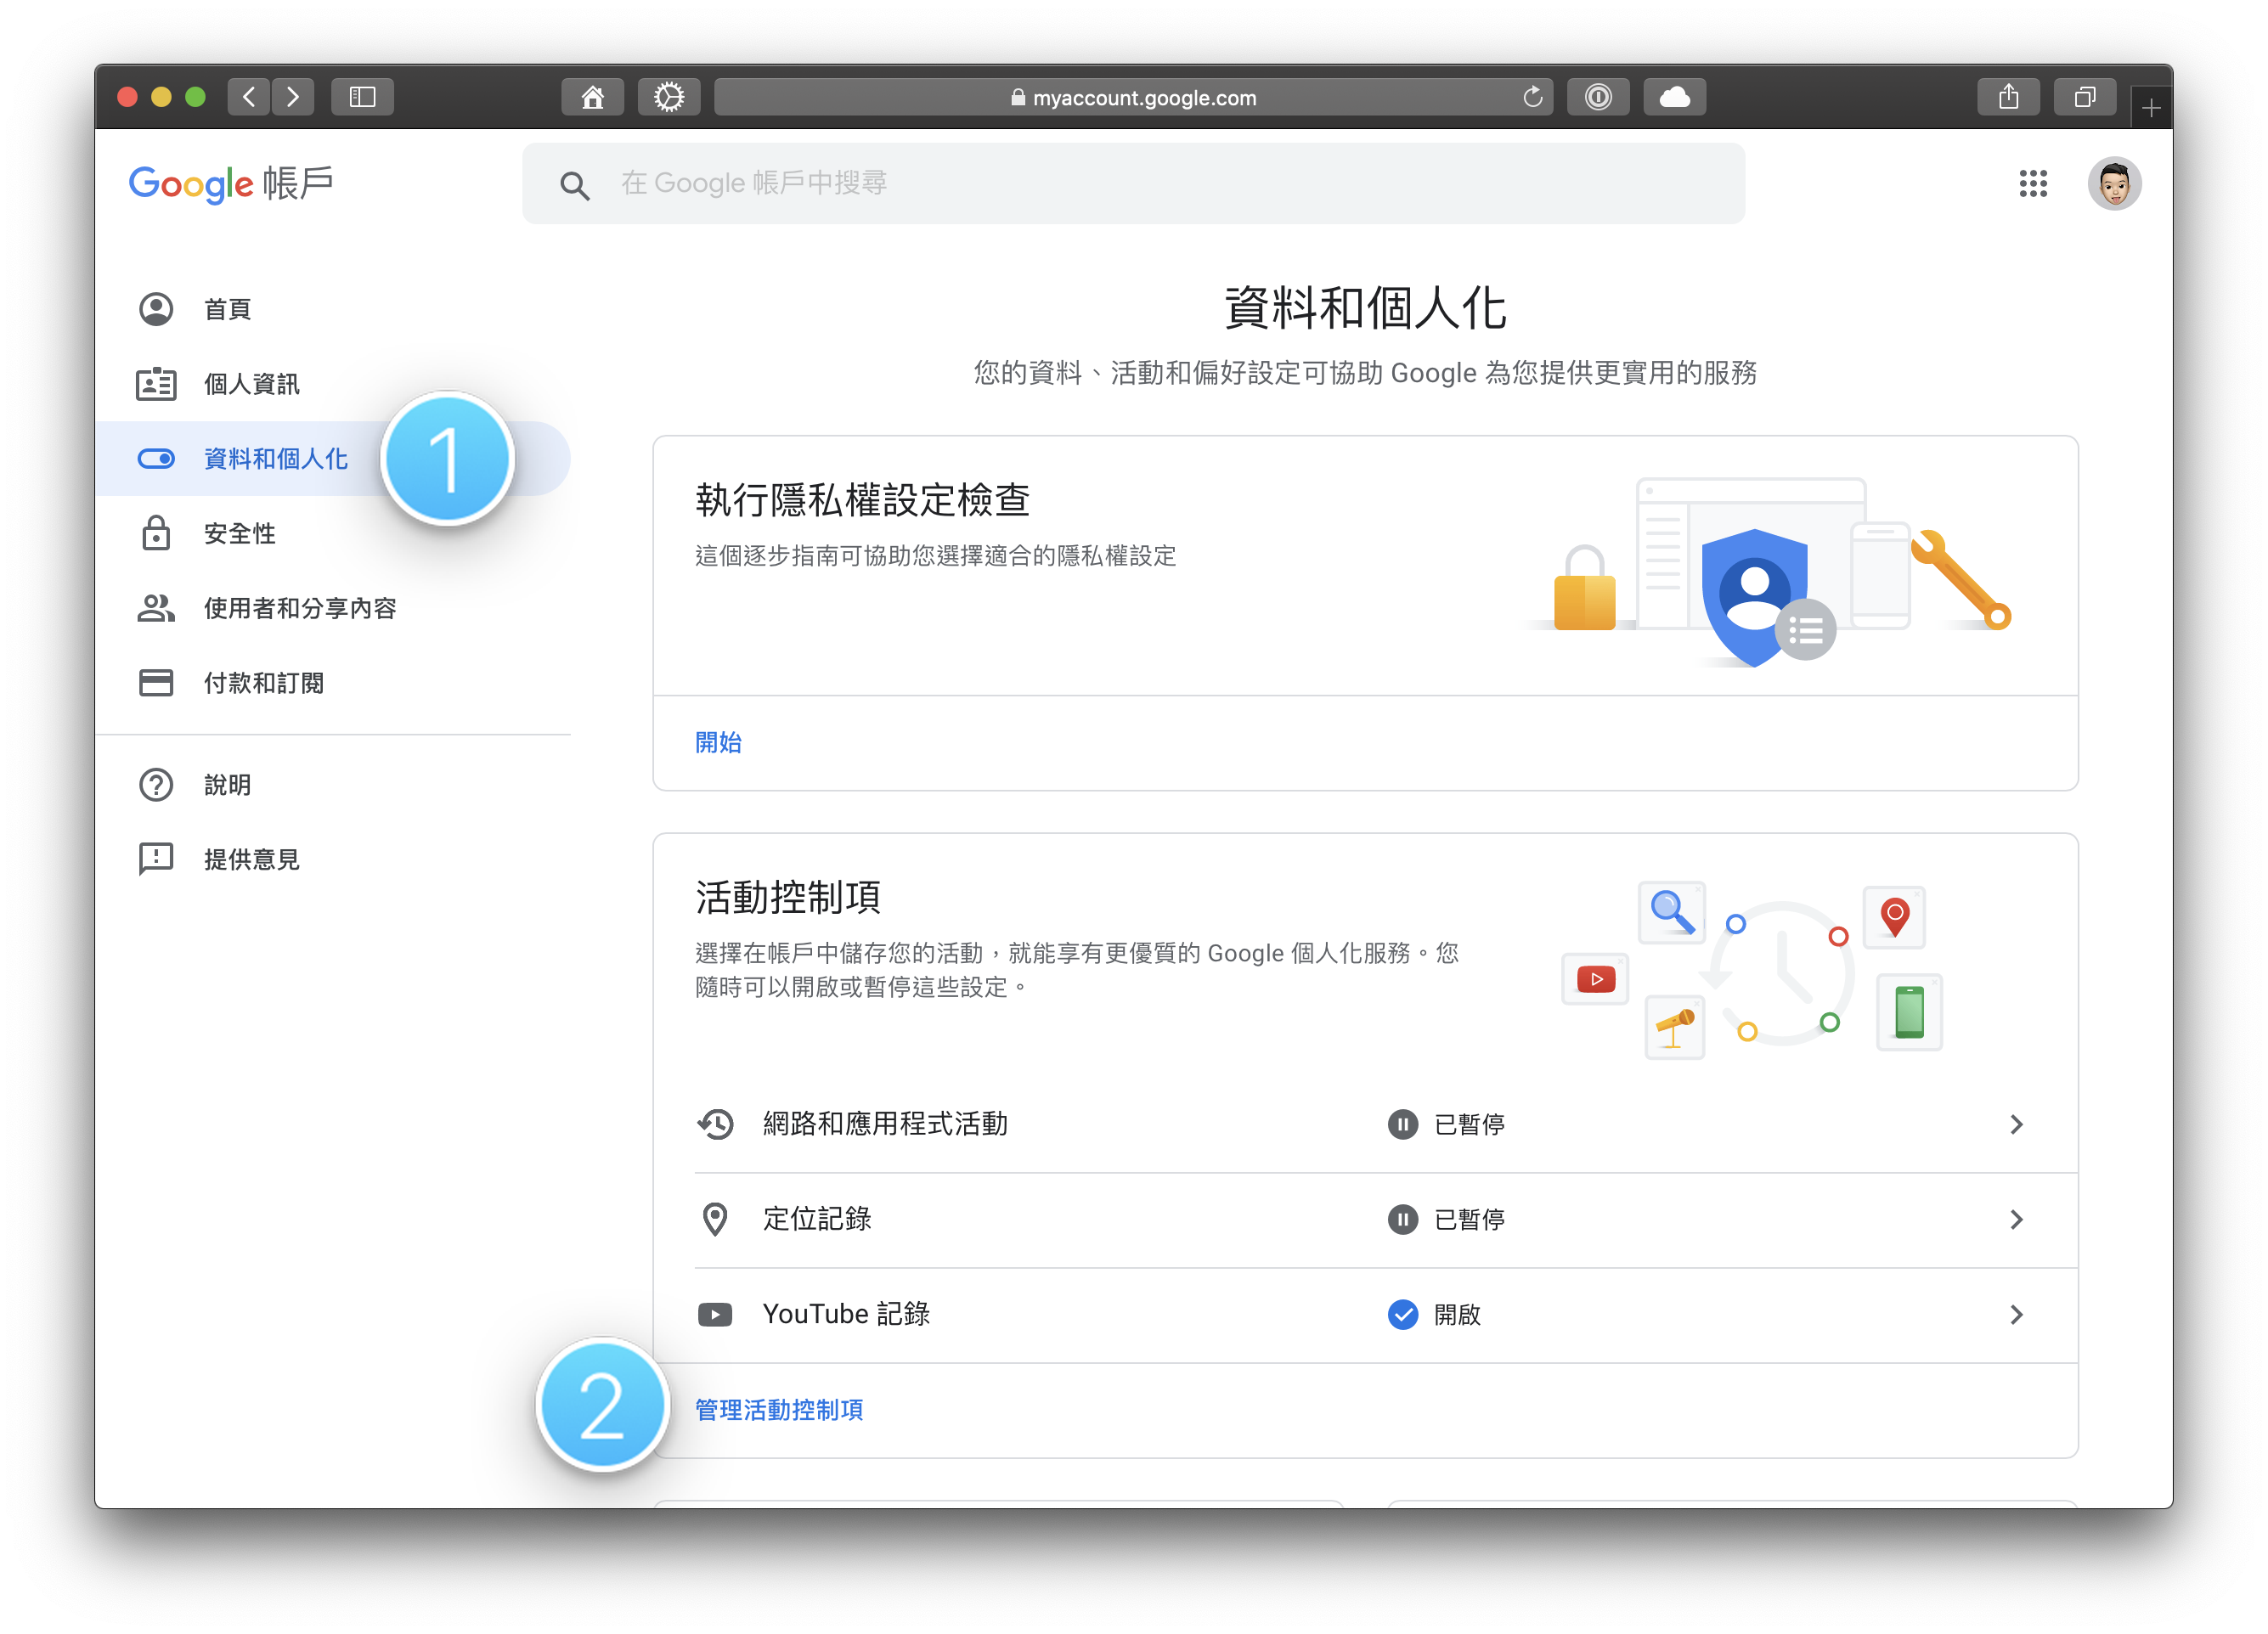 myaccount.google.com
Google 帳戶
在 Google 帳戶中搜尋
首頁
個人資訊
資料和個人化
1
安全性
使用者和分享內容
付款和訂閱
說明
提供意見
資料和個人化
您的資料、活動和偏好設定可協助 Google 為您提供更實用的服務
執行隱私權設定檢查
這個逐步指南可協助您選擇適合的隱私權設定
開始
活動控制項
選擇在帳戶中儲存您的活動，就能享有更優質的 Google 個人化服務。您
隨時可以開啟或暫停這些設定。
網路和應用程式活動 已暫停
定位記錄 已暫停
YouTube 記錄 開啟
2
管理活動控制項